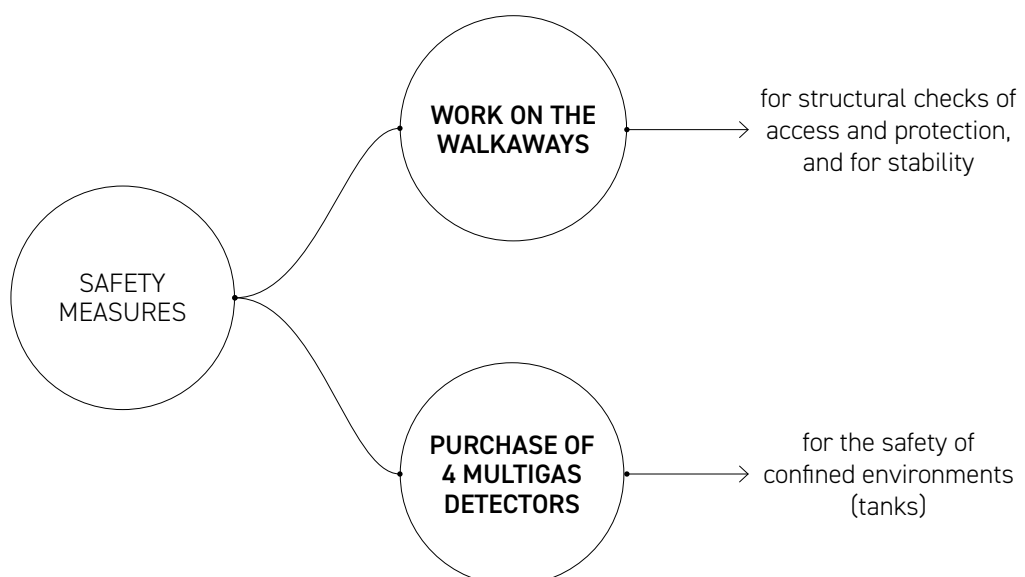 WORK ON THE
WALKAWAYS
for structural checks of
access and protection,
and for stability
SAFETY
MEASURES
PURCHASE OF
4 MULTIGAS
DETECTORS
for the safety of
confined environments
(tanks)